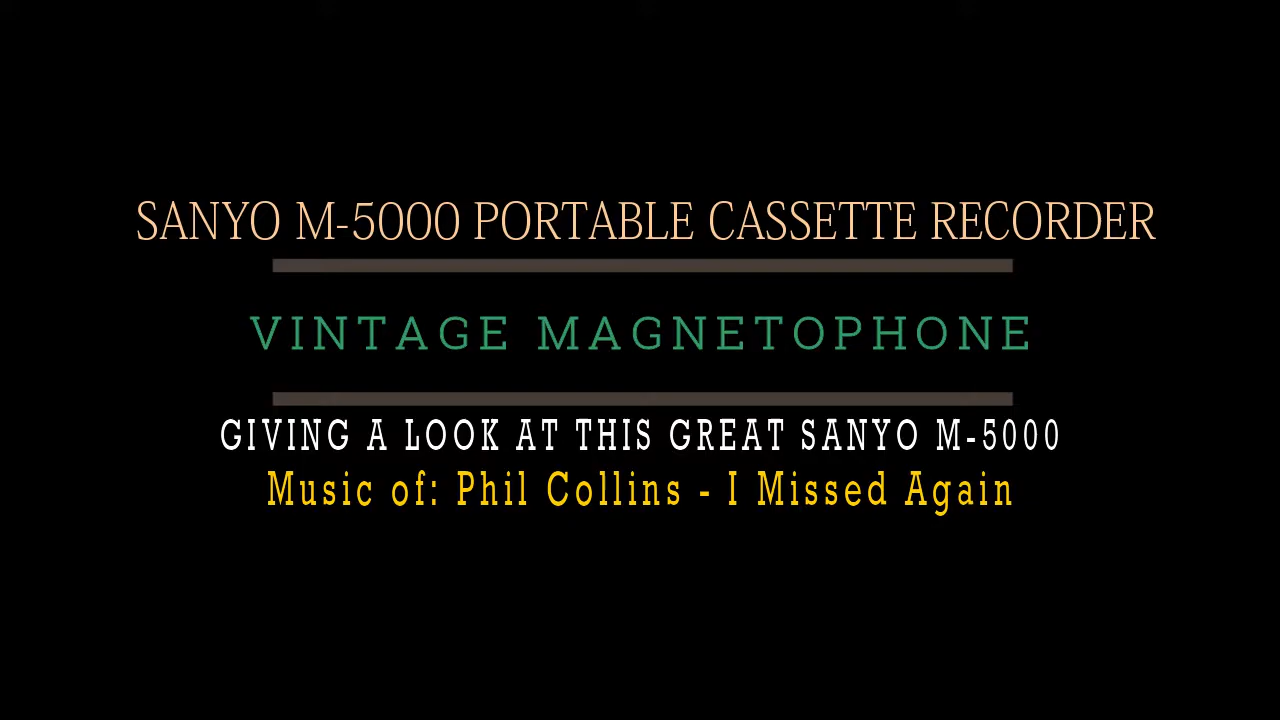 SANYO M-5000 PORTABLE CASSETTE RECORDER
VINTAGE MAGNETOPHONE
GIVING A LOOK AT THIS GREAT SANYO M-5000
Music of: Phil Collins - I Missed Again